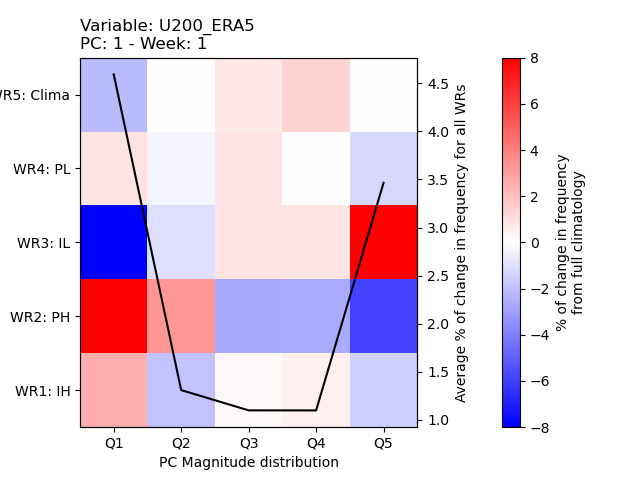 Variable: U200_ERA5
PC: 1 - Week: 1
R5: Clima
WR4: PL
WR3: IL
WR2: PH
WR1: IH
Q1 Q2 Q3 Q4 Q5
PC Magnitude distribution
4.5
4.0
3.5
3.0
2.5
2.0
1.5
1.0
Average % of change in frequency for all WRs
8
6
4
2
0
−2
−4
−6
−8
% of change in frequency
from full climatology